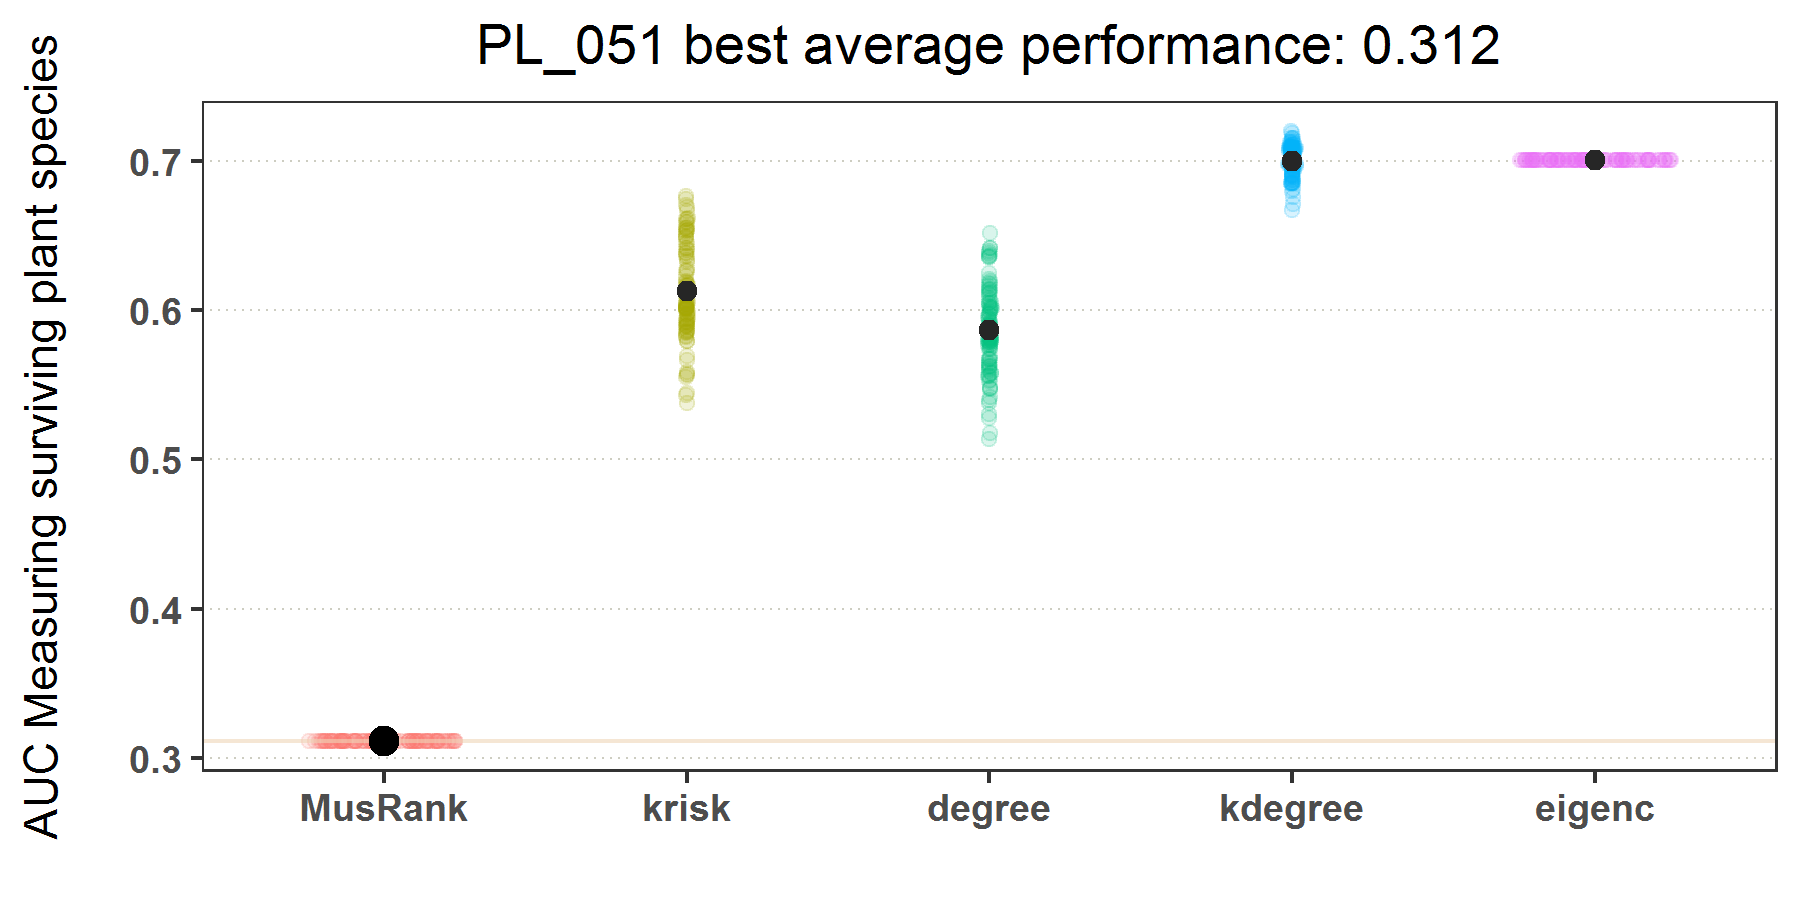 PL_051 best average performance: 0.312
AUC Measuring surviving plant species
0.7
0.6
0.5
0.4
0.3
MusRank krisk degree kdegree eigenc